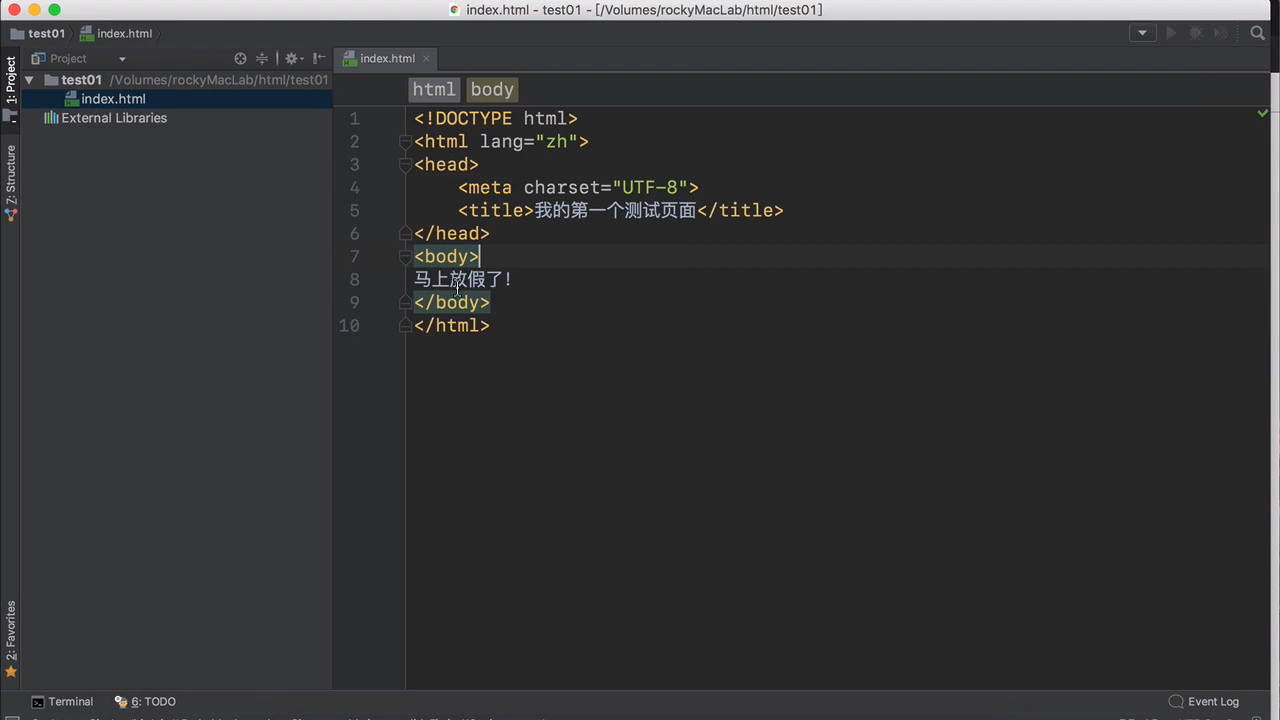 index.html - test01 - [/Volumes/rockyMacLab/html/test01]
test01 index.html
Project
index.html
1: Project
test01 /Volumes/rockyMacLab/html/test01
index.html
External Libraries
Z: Structure
2: Favorites
html body
1 <!DOCTYPE html>
2 <html lang="zh">
3 <head>
4 <meta charset="UTF-8">
5 <title>我的第一个测试页面</title>
6 </head>
7 <body>
8 马上放假了!
9 </body>
10 </html>
Terminal 6: TODO Event Log